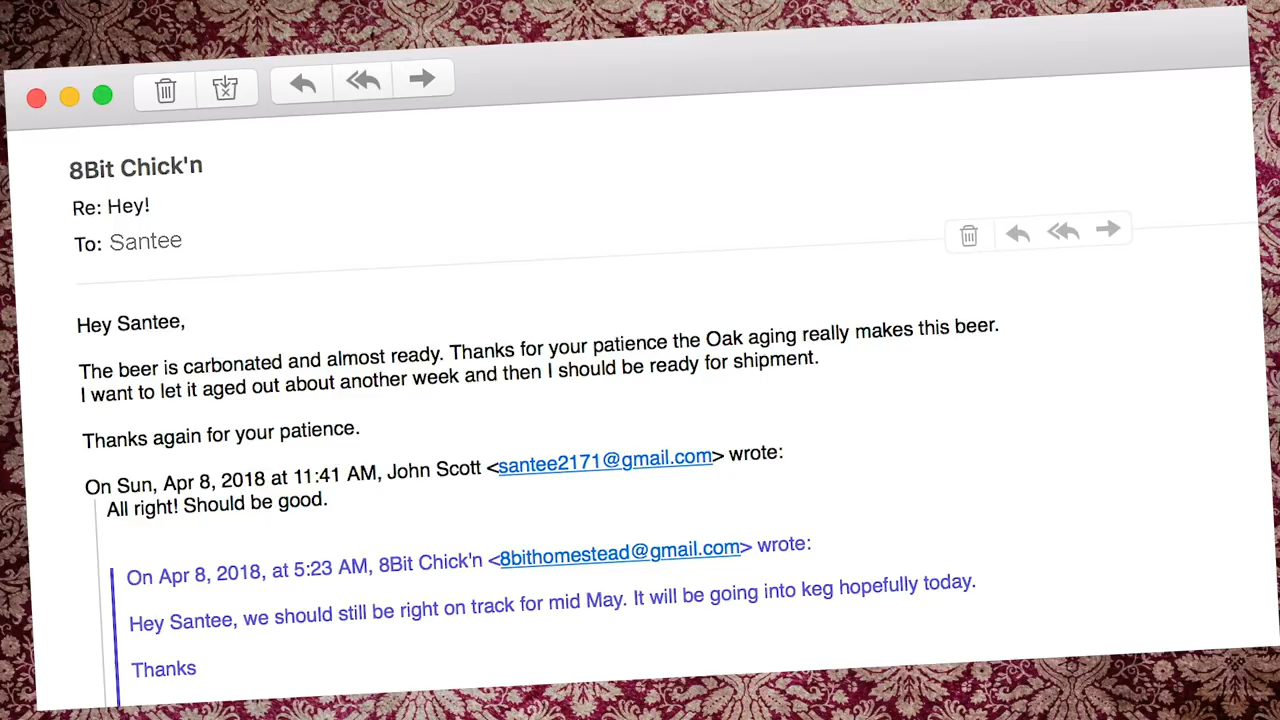 8Bit Chick'n
Re: Hey!
To: Santee
Hey Santee,
The beer is carbonated and almost ready. Thanks for your patience the Oak aging really makes this beer.
I want to let it aged out about another week and then I should be ready for shipment.
Thanks again for your patience.
On Sun, Apr 8, 2018 at 11:41 AM, John Scott <santee2171@gmail.com> wrote:
All right! Should be good.
On Apr 8, 2018, at 5:23 AM, 8Bit Chick'n <8bithomestead@gmail.com> wrote:
Hey Santee, we should still be right on track for mid May. It will be going into keg hopefully today.
Thanks